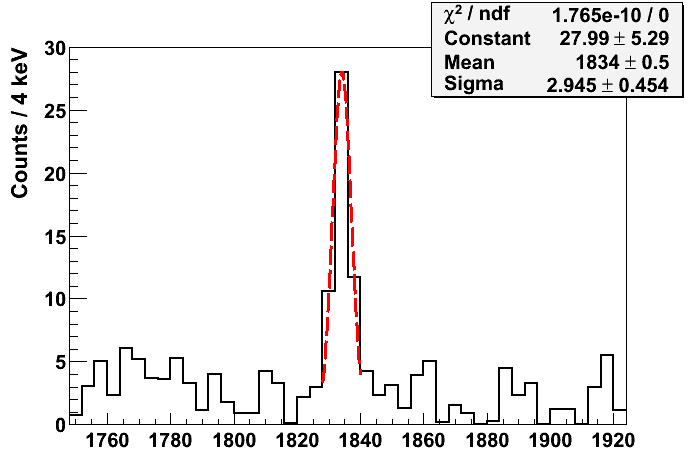 χ² / ndf 1.765e-10 / 0
Constant 27.99 ± 5.29
Mean 1834 ± 0.5
Sigma 2.945 ± 0.454
Counts / 4 keV
30
25
20
15
10
5
0
1760 1780 1800 1820 1840 1860 1880 1900 1920